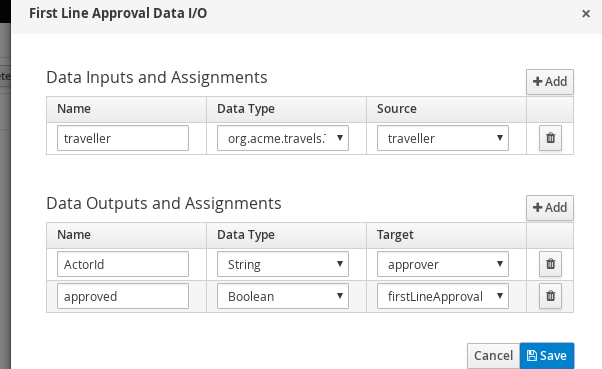 First Line Approval Data I/O ×
ete
Data Inputs and Assignments
+ Add
Name Data Type Source
traveller org.acme.travels. traveller
Data Outputs and Assignments
+ Add
Name Data Type Target
ActorId String approver
approved Boolean firstLineApproval
Cancel Save